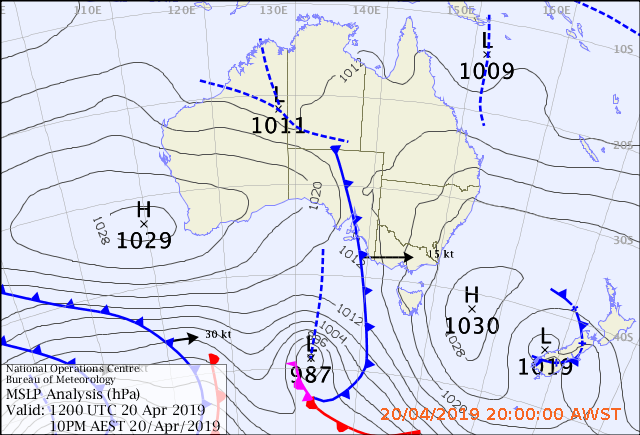 110E
120E
130E
140E
150E
160E
L
1009
10S
1012
L
1011
20S
1020
H
1029
1028
30S
1012
15 kt
H
1030
1012
1004
996
L
987
1028
L
1019
40S
30 kt
1020
National Operations Centre
Bureau of Meteorology
MSLP Analysis (hPa)
Valid: 1200 UTC 20 Apr 2019
10PM AEST 20/Apr/2019
20/04/2019 20:00:00 AWST